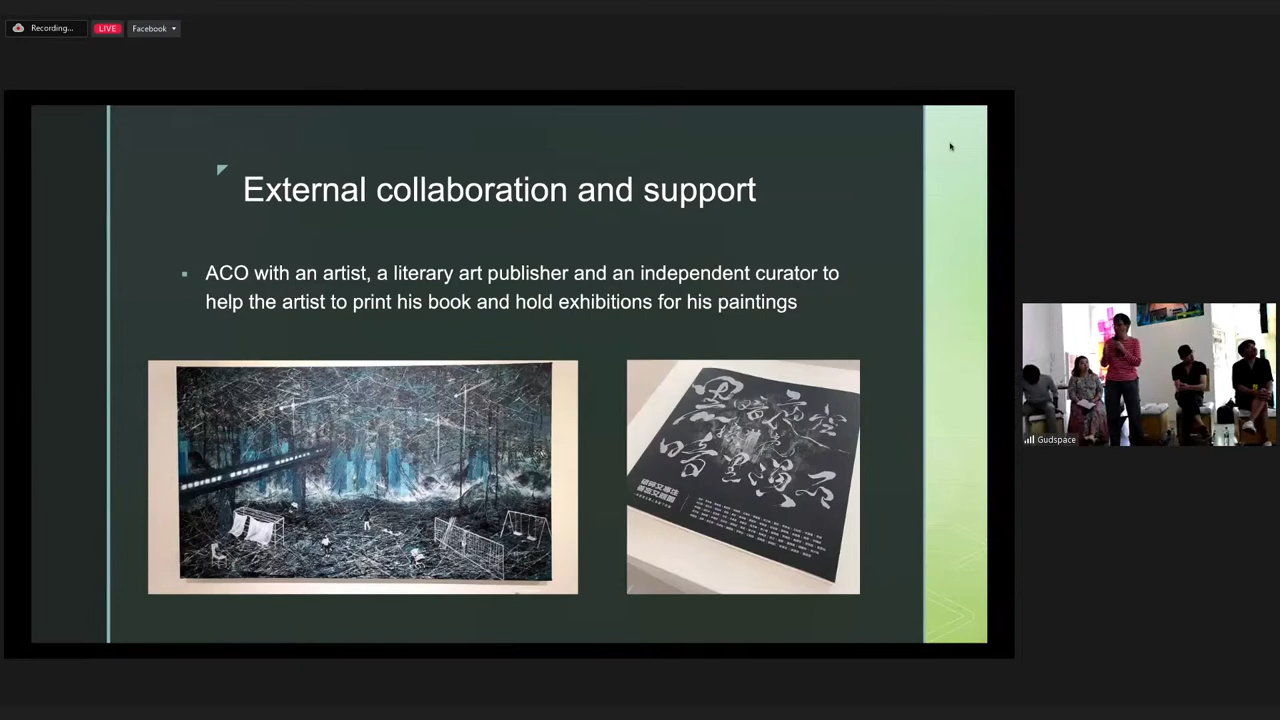 Recording...
LIVE
Facebook
External collaboration and support
ACO with an artist, a literary art publisher and an independent curator to
help the artist to print his book and hold exhibitions for his paintings
Gudspace